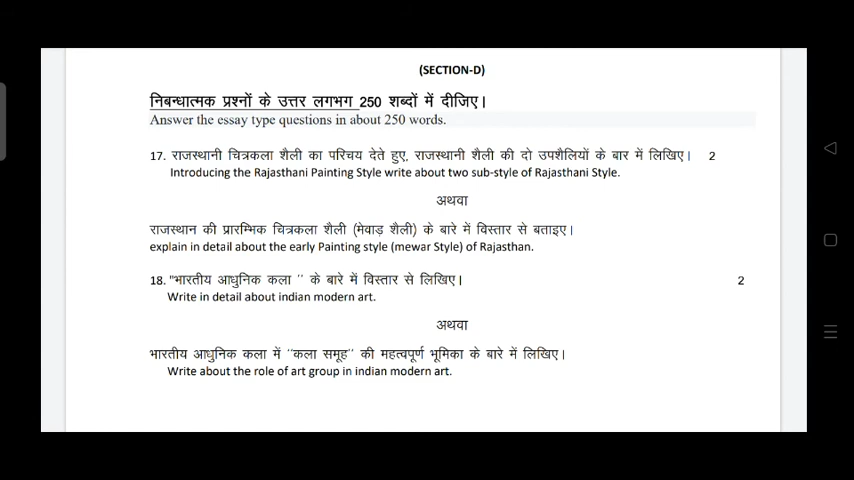 (SECTION-D)
निबन्धात्मक प्रश्नों के उत्तर लगभग 250 शब्दों में दीजिए।
Answer the essay type questions in about 250 words.
17. राजस्थानी चित्रकला शैली का परिचय देते हुए, राजस्थानी शैली की दो उपशैलियों के बार में लिखिए। 2
Introducing the Rajasthani Painting Style write about two sub-style of Rajasthani Style.
अथवा
राजस्थान की प्रारम्भिक चित्रकला शैली (मेवाड़ शैली) के बारे में विस्तार से बताइए।
explain in detail about the early Painting style (mewar Style) of Rajasthan.
18. "भारतीय आधुनिक कला '' के बारे में विस्तार से लिखिए। 2
Write in detail about indian modern art.
अथवा
भारतीय आधुनिक कला में ''कला समूह'' की महत्वपूर्ण भूमिका के बारे में लिखिए।
Write about the role of art group in indian modern art.